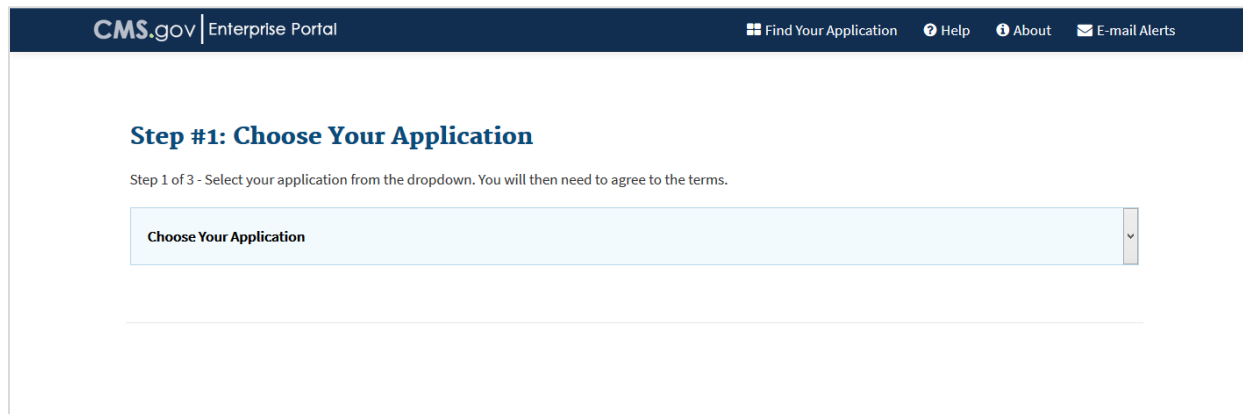 CMS.gov Enterprise Portal
Find Your Application Help About E-mail Alerts
Step #1: Choose Your Application
Step 1 of 3 - Select your application from the dropdown. You will then need to agree to the terms.
Choose Your Application